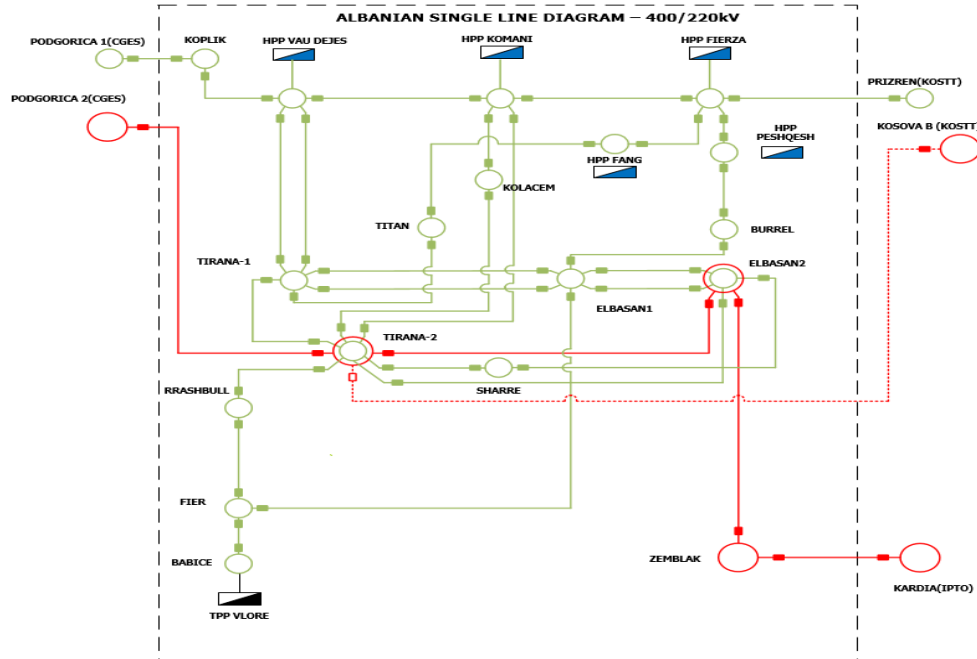 ALBANIAN SINGLE LINE DIAGRAM – 400/220kV
PODGORICA 1(CGES)
KOPLIK
HPP VAU DEJES
HPP KOMANI
HPP FIERZA
PRIZREN(KOSTT)
PODGORICA 2(CGES)
KOSOVA B (KOSTT)
HPP
PESHQESH
HPP FANG
KOLACEM
TITAN
BURREL
TIRANA-1
ELBASAN2
ELBASAN1
TIRANA-2
SHARRE
RRASHBULL
FIER
BABICE
ZEMBLAK
KARDIA(IPTO)
TPP VLORE